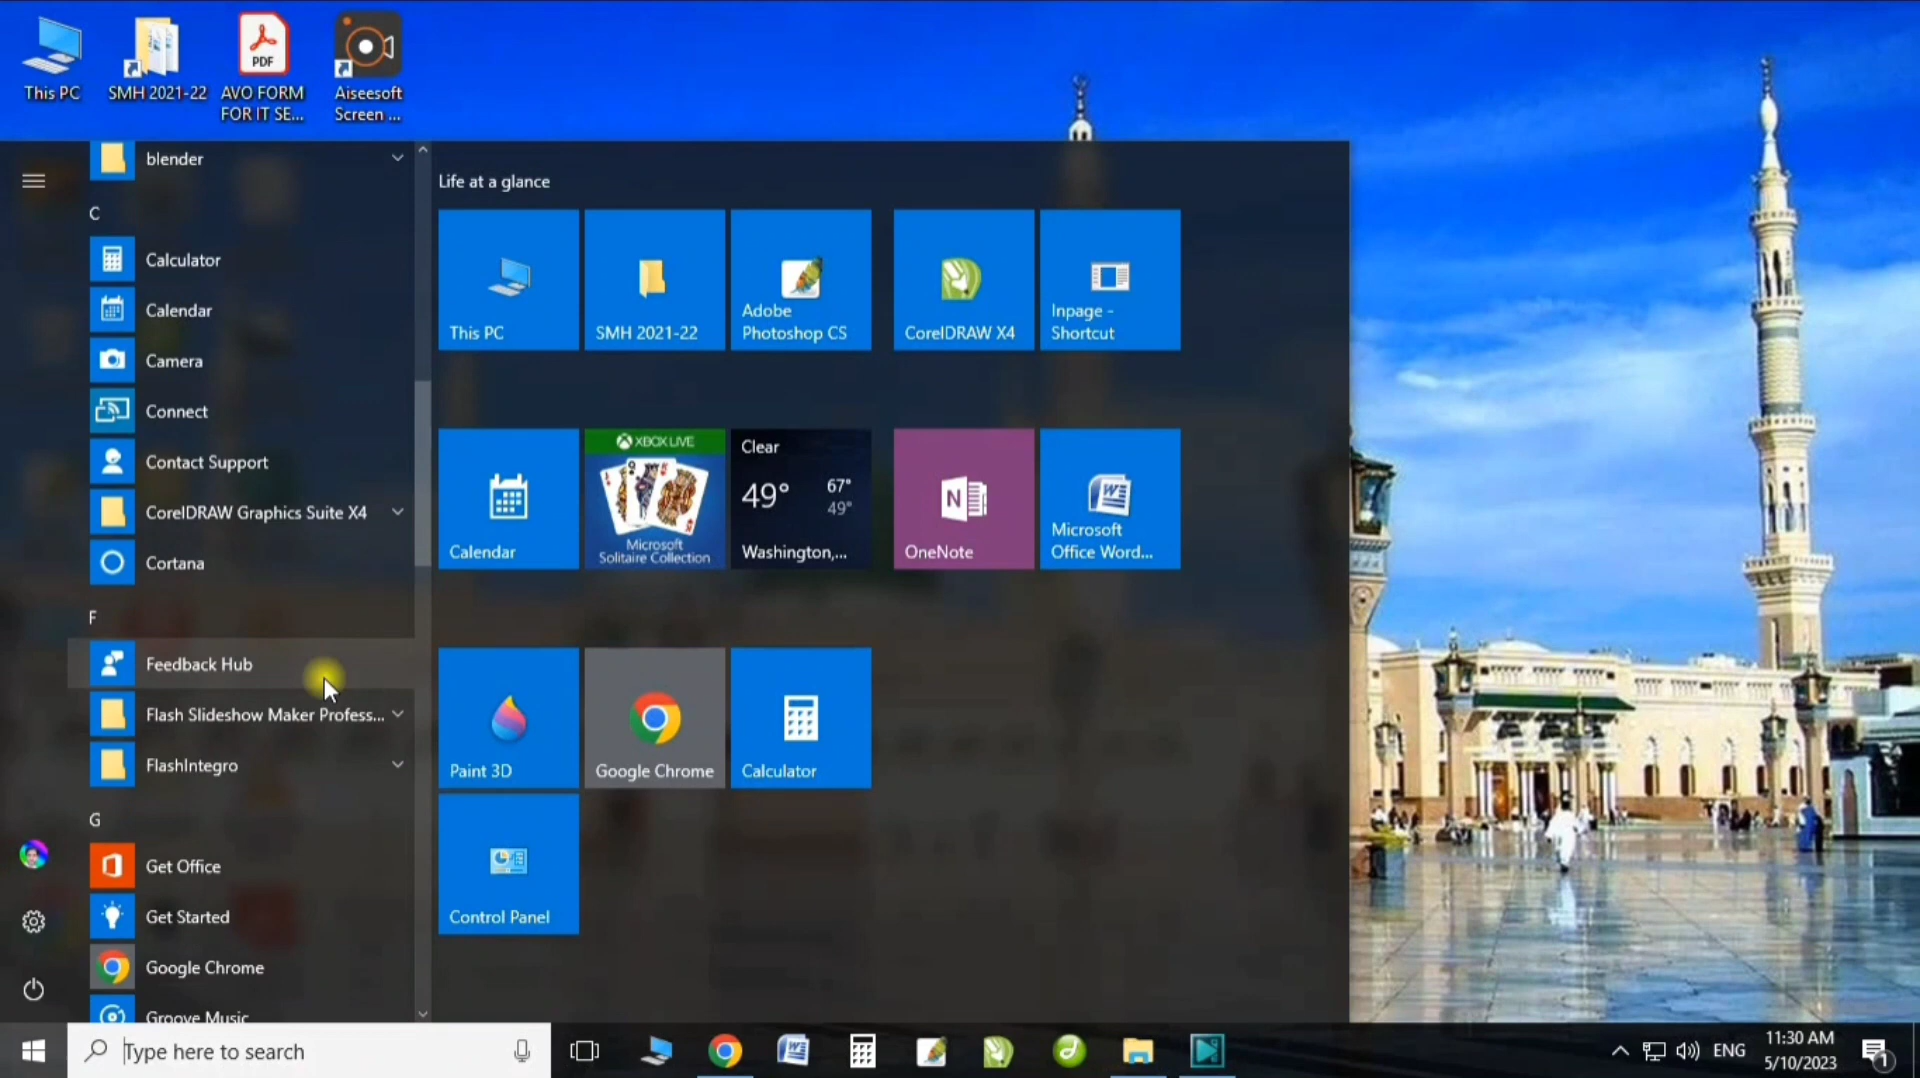 This PC
SMH 2021-22
AVO FORM
FOR IT SE...
PDF
Aiseesoft
Screen ...
blender
C
Calculator
Calendar
Camera
Connect
Contact Support
CorelDRAW Graphics Suite X4
Cortana
F
Feedback Hub
Flash Slideshow Maker Profess...
FlashIntegro
G
Get Office
Get Started
Google Chrome
Groove Music
Life at a glance
This PC
SMH 2021-22
Adobe
Photoshop CS
CorelDRAW X4
Inpage -
Shortcut
Calendar
XBOX LIVE
Microsoft
Solitaire Collection
Clear
49°
67°
49°
Washington,...
N
OneNote
W
Microsoft
Office Word...
Paint 3D
Google Chrome
Calculator
Control Panel
Type here to search
W
ENG
11:30 AM
5/10/2023
1